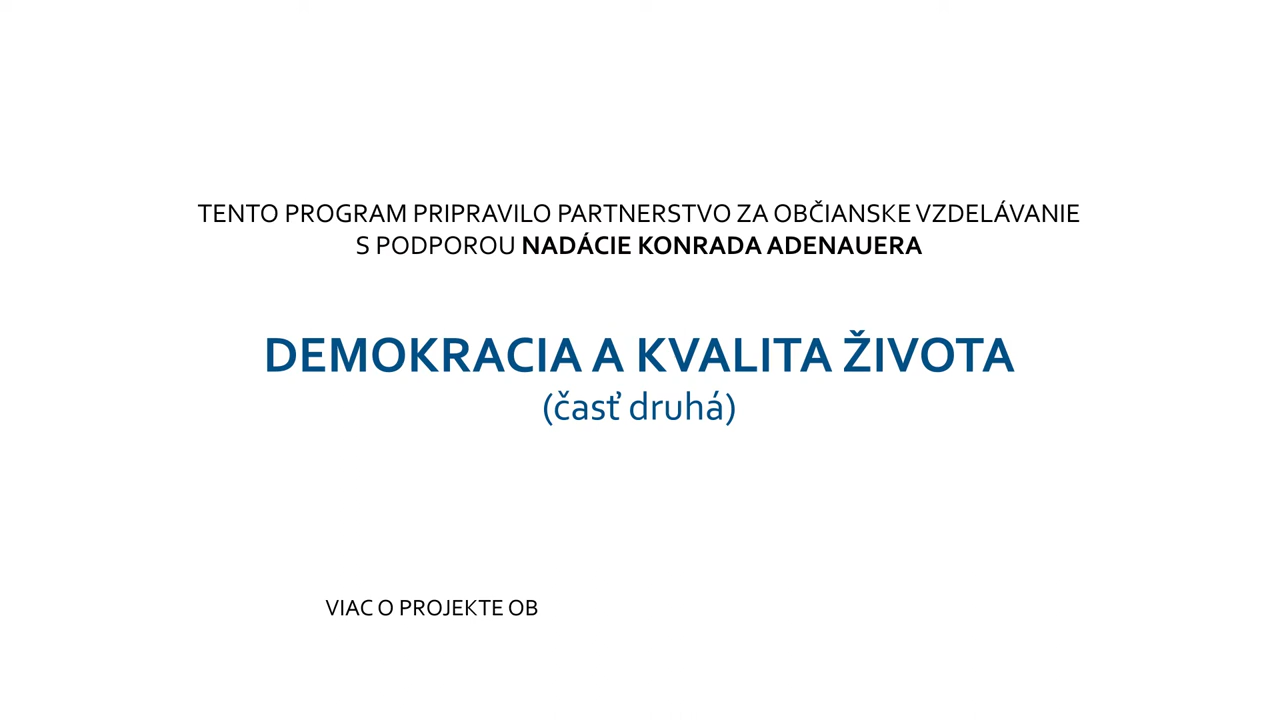 TENTO PROGRAM PRIPRAVILO PARTNERSTVO ZA OBČIANSKE VZDELÁVANIE
S PODPOROU NADÁCIE KONRADA ADENAUERA
DEMOKRACIA A KVALITA ŽIVOTA
(časť druhá)
VIAC O PROJEKTE OB